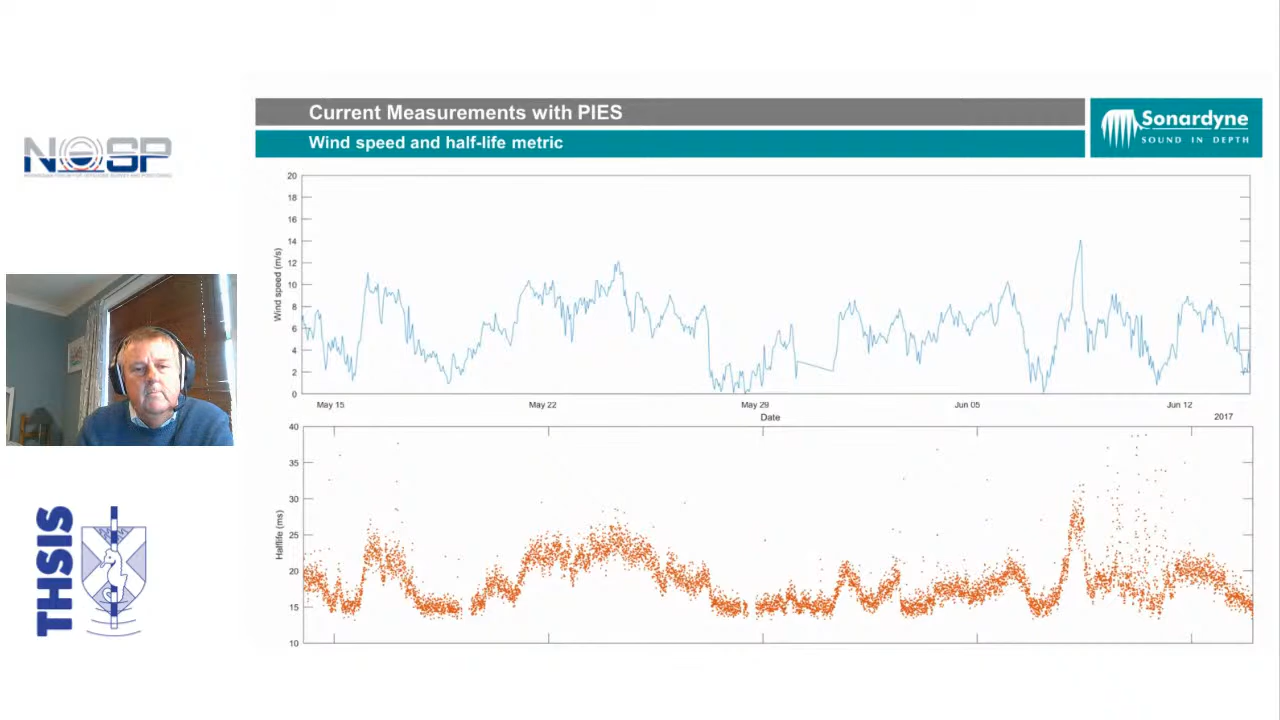 Current Measurements with PIES
Wind speed and half-life metric
Sonardyne
SOUND IN DEPTH
NOSP
THSIS
20
18
16
14
12
10
8
6
4
2
0
Wind speed (m/s)
May 15
May 22
May 29
Jun 05
Jun 12
Date
2017
40
35
30
25
20
15
10
Halflife (ms)